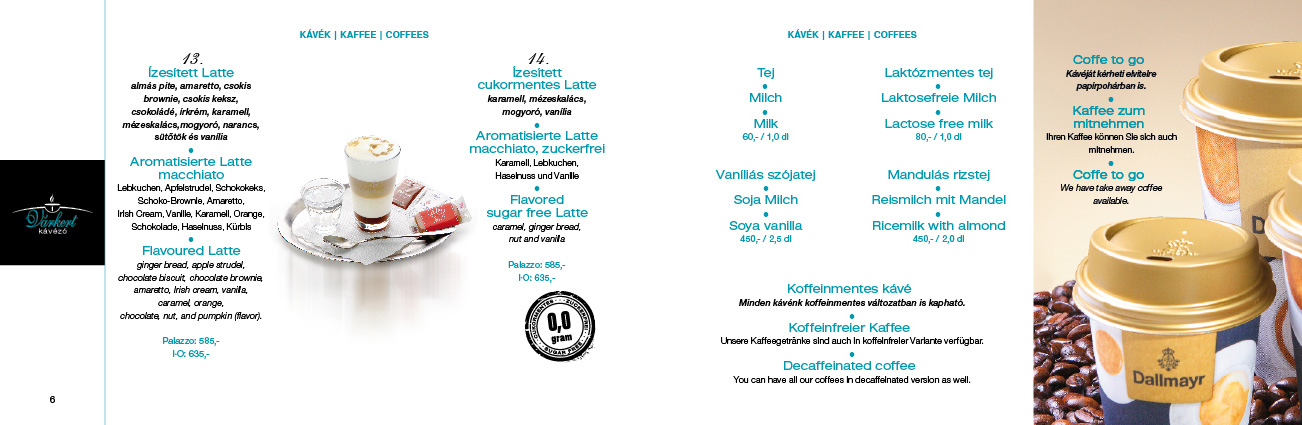 KÁVÉK | KAFFEE | COFFEES
13.
Ízesített Latte
almás pite, amaretto, csokis
brownie, csokis keksz,
csokoládé, írkrém, karamell,
mézeskalács,mogyoró, narancs,
sütőtök és vanília
Aromatisierte Latte
macchiato
Lebkuchen, Apfelstrudel, Schokokeks,
Schoko-Brownie, Amaretto,
Irish Cream, Vanille, Karamell, Orange,
Schokolade, Haselnuss, Kürbis
Flavoured Latte
ginger bread, apple strudel,
chocolate biscuit, chocolate brownie,
amaretto, Irish cream, vanilla,
caramel, orange,
chocolate, nut, and pumpkin (flavor).
Palazzo: 585,-
I-O: 635,-
14.
Ízesített
cukormentes Latte
karamell, mézeskalács,
mogyoró, vanília
Aromatisierte Latte
macchiato, zuckerfrei
Karamell, Lebkuchen,
Haselnuss und Vanille
Flavored
sugar free Latte
caramel, ginger bread,
nut and vanilla
Palazzo: 585,-
I-O: 635,-
CUKORMENTES · ZUCKERFREI
0,0
gram
SUGAR FREE
Várkert
kávézó
6
KÁVÉK | KAFFEE | COFFEES
Tej
Milch
Milk
60,- / 1,0 dl
Laktózmentes tej
Laktosefreie Milch
Lactose free milk
80,- / 1,0 dl
Vaníliás szójatej
Soja Milch
Soya vanilla
450,- / 2,5 dl
Mandulás rizstej
Reismilch mit Mandel
Ricemilk with almond
450,- / 2,0 dl
Koffeinmentes kávé
Minden kávénk koffeinmentes változatban is kapható.
Koffeinfreier Kaffee
Unsere Kaffeegetränke sind auch in koffeinfreier Variante verfügbar.
Decaffeinated coffee
You can have all our coffees in decaffeinated version as well.
Coffe to go
Kávéját kérheti elvitelre
papírpohárban is.
Kaffee zum
mitnehmen
Ihren Kaffee können Sie sich auch
mitnehmen.
Coffe to go
We have take away coffee
available.
D
Dallmayr